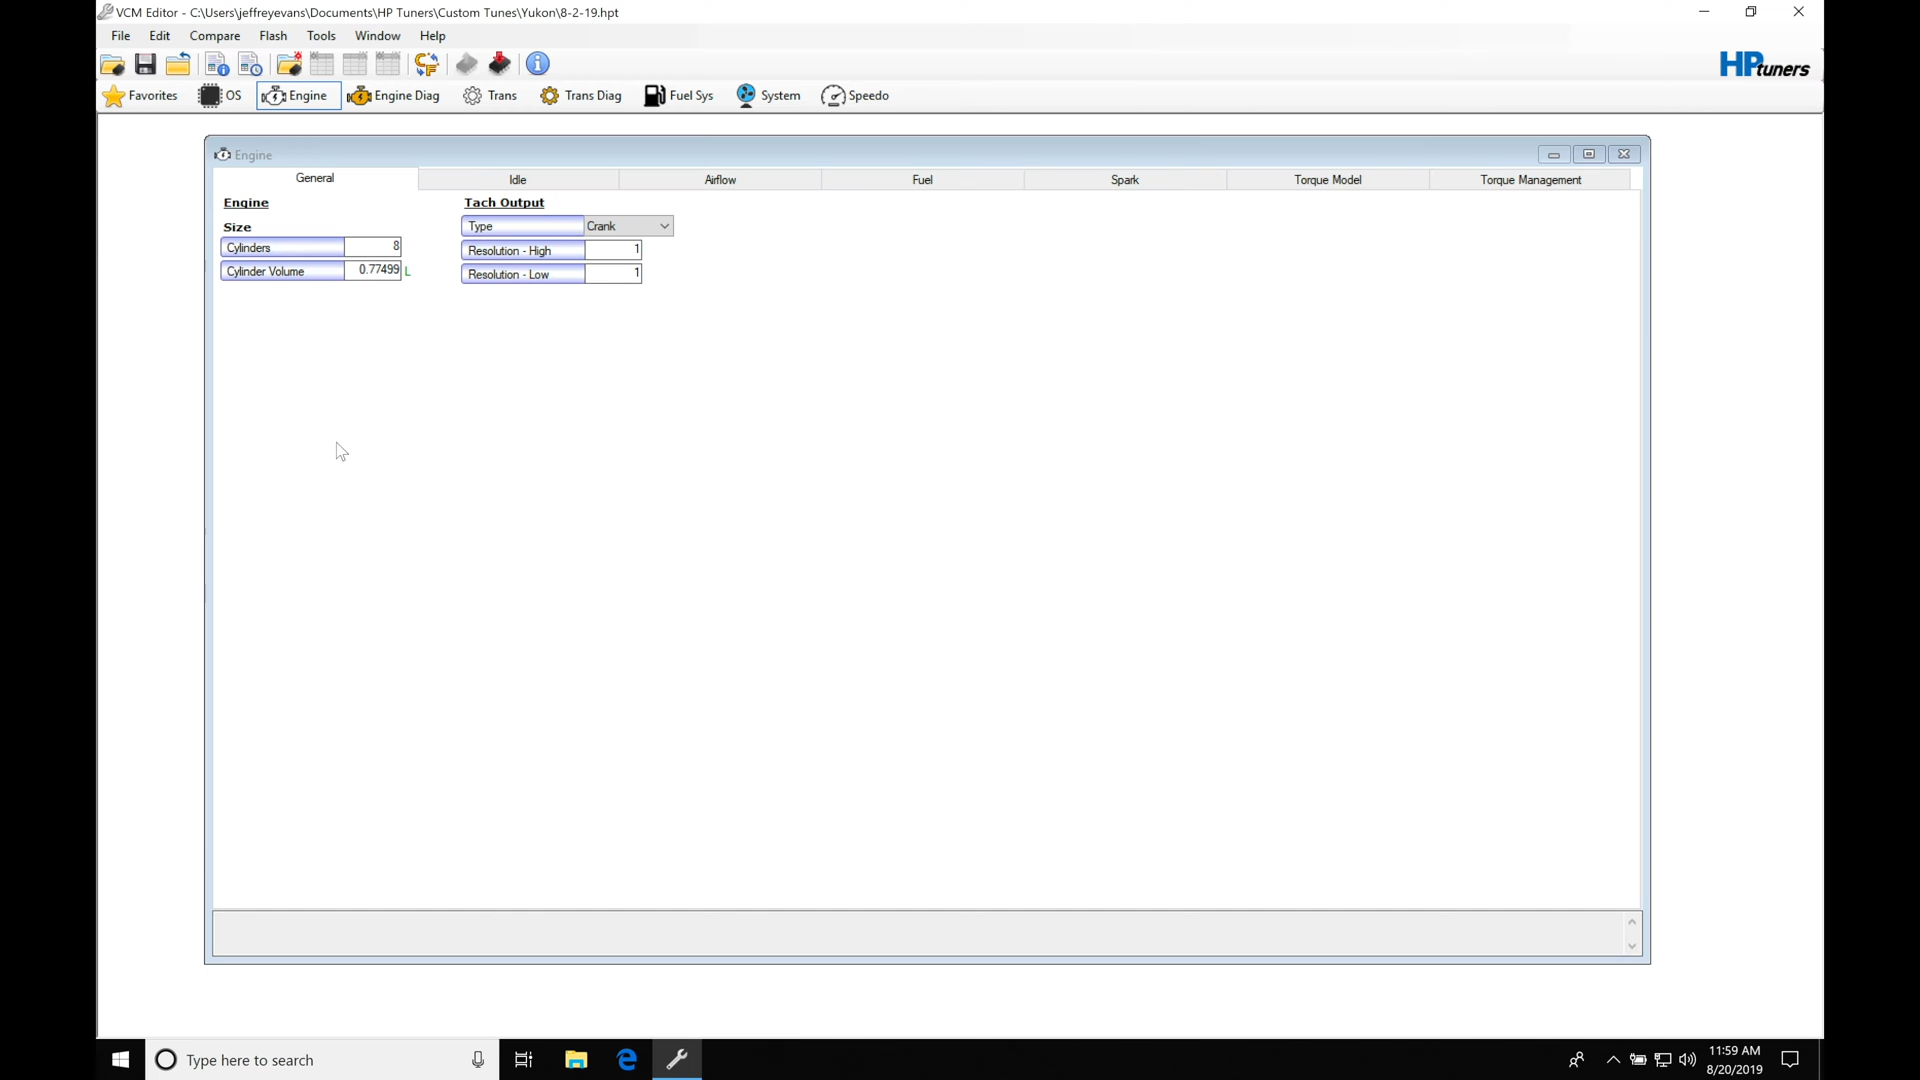 VCM Editor - C:\Users\jeffreyevans\Documents\HP Tuners\Custom Tunes\Yukon\8-2-19.hpt
File Edit Compare Flash Tools Window Help
HPtuners
Favorites OS Engine Engine Diag Trans Trans Diag Fuel Sys System Speedo
Engine
General Idle Airflow Fuel Spark Torque Model Torque Management
Engine Tach Output
Size Type Crank
Cylinders 8 Resolution - High 1
Cylinder Volume 0.77499 L Resolution - Low 1
Type here to search
11:59 AM
8/20/2019